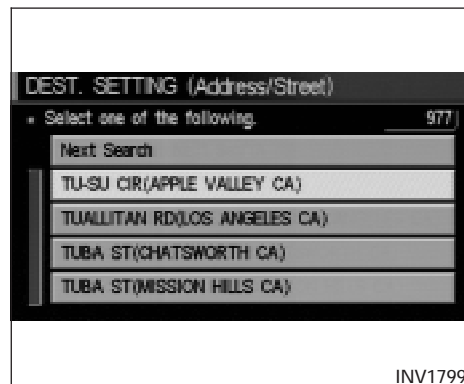 DEST. SETTING (Address/Street)
Select one of the following. 977
Next Search
TU-SU CIR(APPLE VALLEY CA)
TUALLITAN RD(LOS ANGELES CA)
TUBA ST(CHATSWORTH CA)
TUBA ST(MISSION HILLS CA)
INV1799